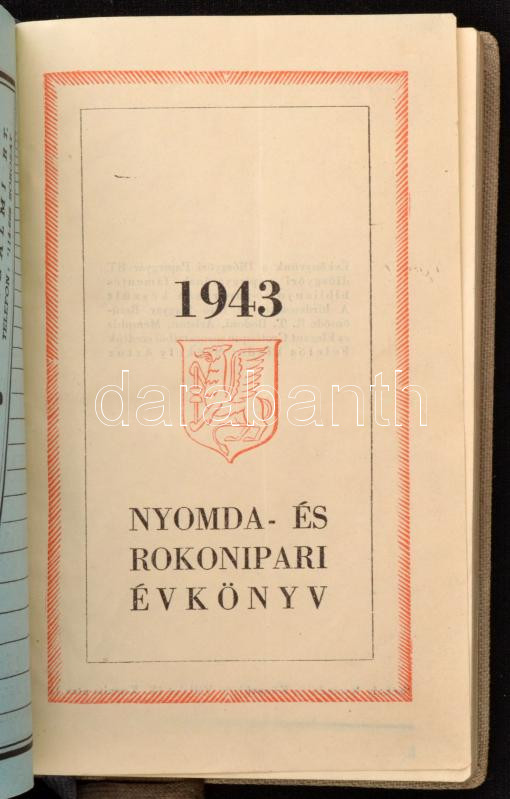 1943
darabanth
NYOMDA- ÉS
ROKONIPARI
ÉVKÖNYV